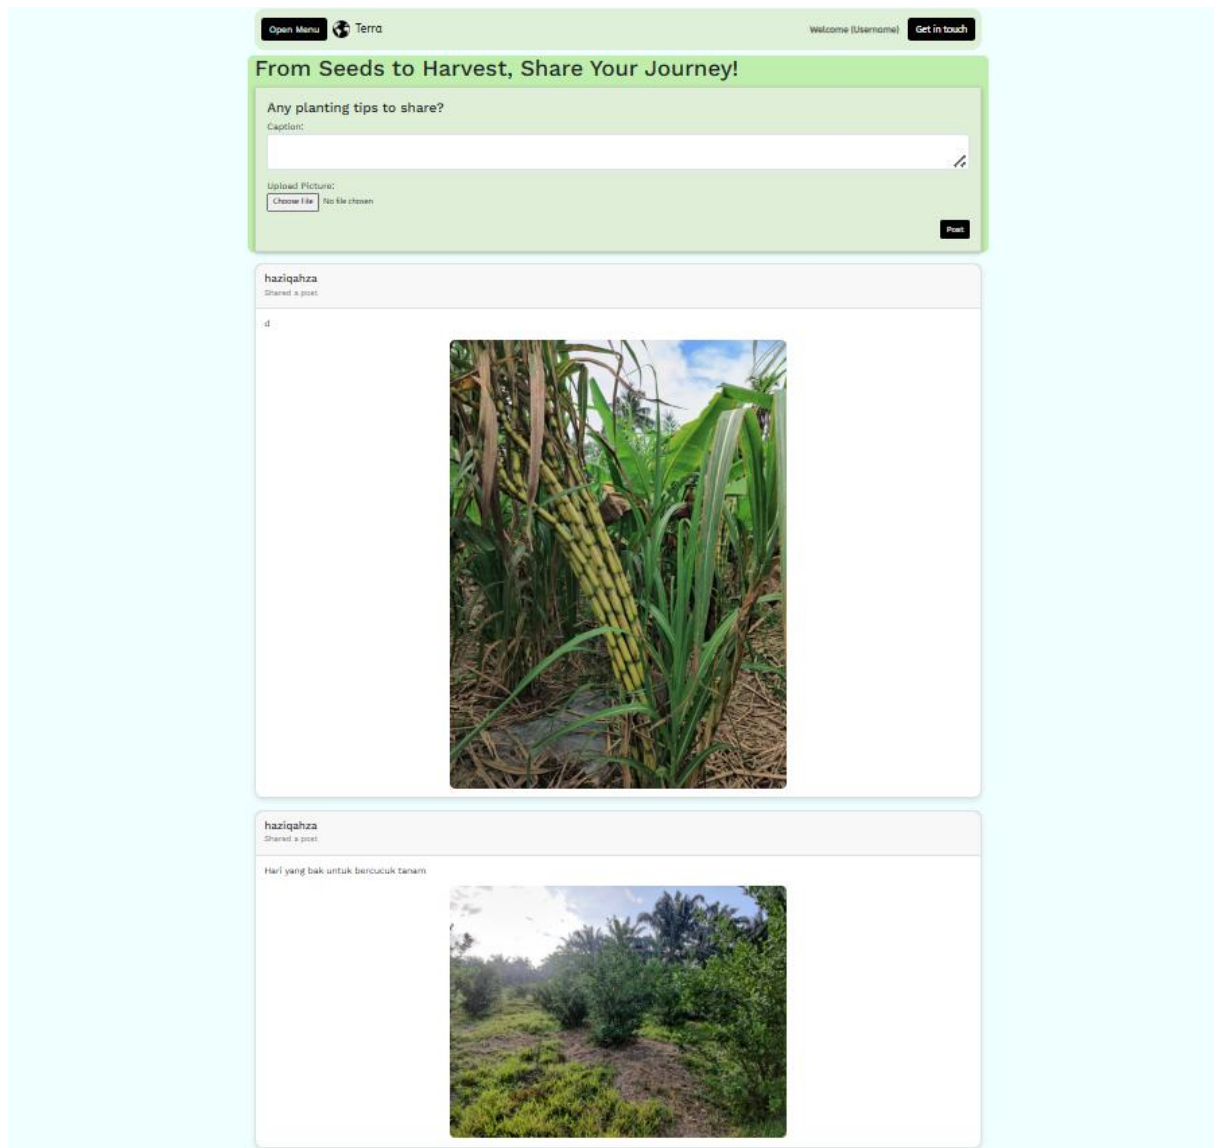 Open Menu
Terra
Welcome (Username)
Get in touch
From Seeds to Harvest, Share Your Journey!
Any planting tips to share?
Caption:
Upload Picture:
Choose File No file chosen
Post
haziqahza
Shared a post
d
haziqahza
Shared a post
Hari yang bak untuk bercucuk tanam